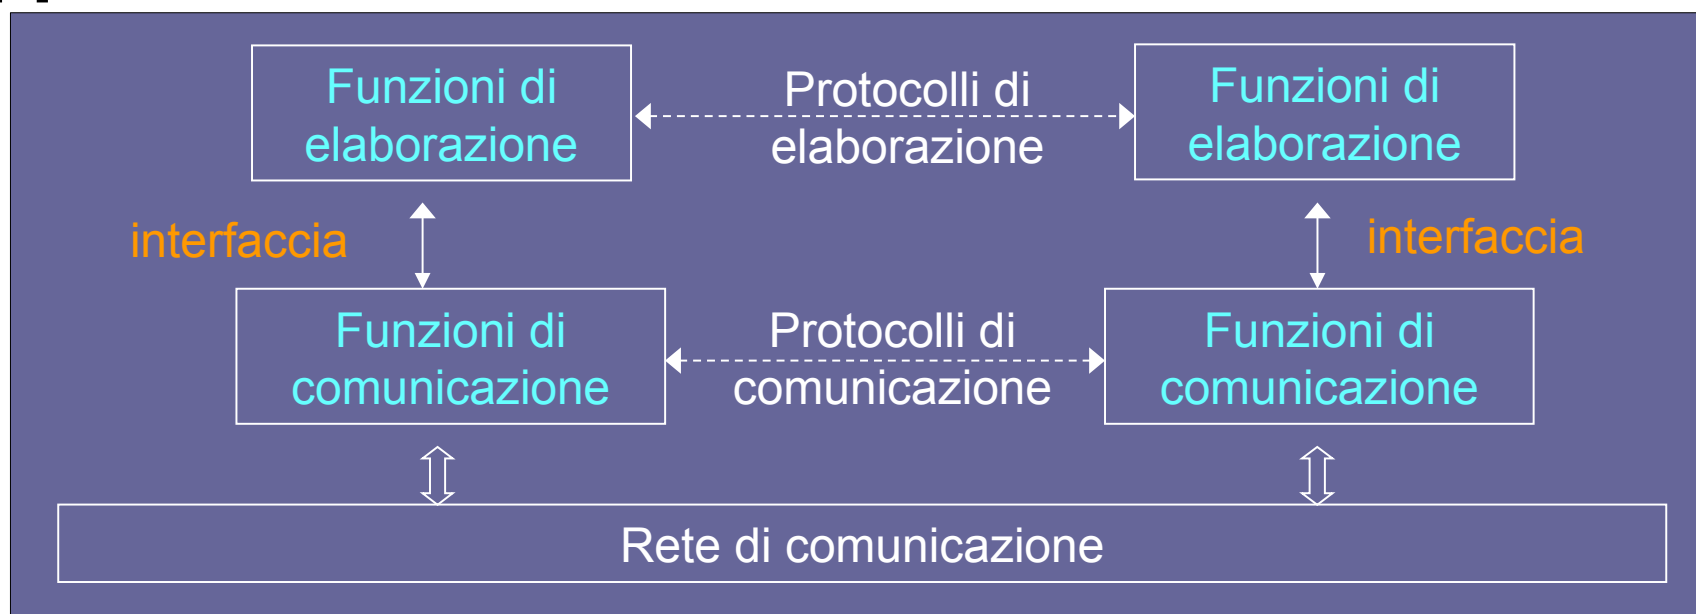 Funzioni di
elaborazione
Protocolli di
elaborazione
Funzioni di
elaborazione
interfaccia
interfaccia
Funzioni di
comunicazione
Protocolli di
comunicazione
Funzioni di
comunicazione
Rete di comunicazione